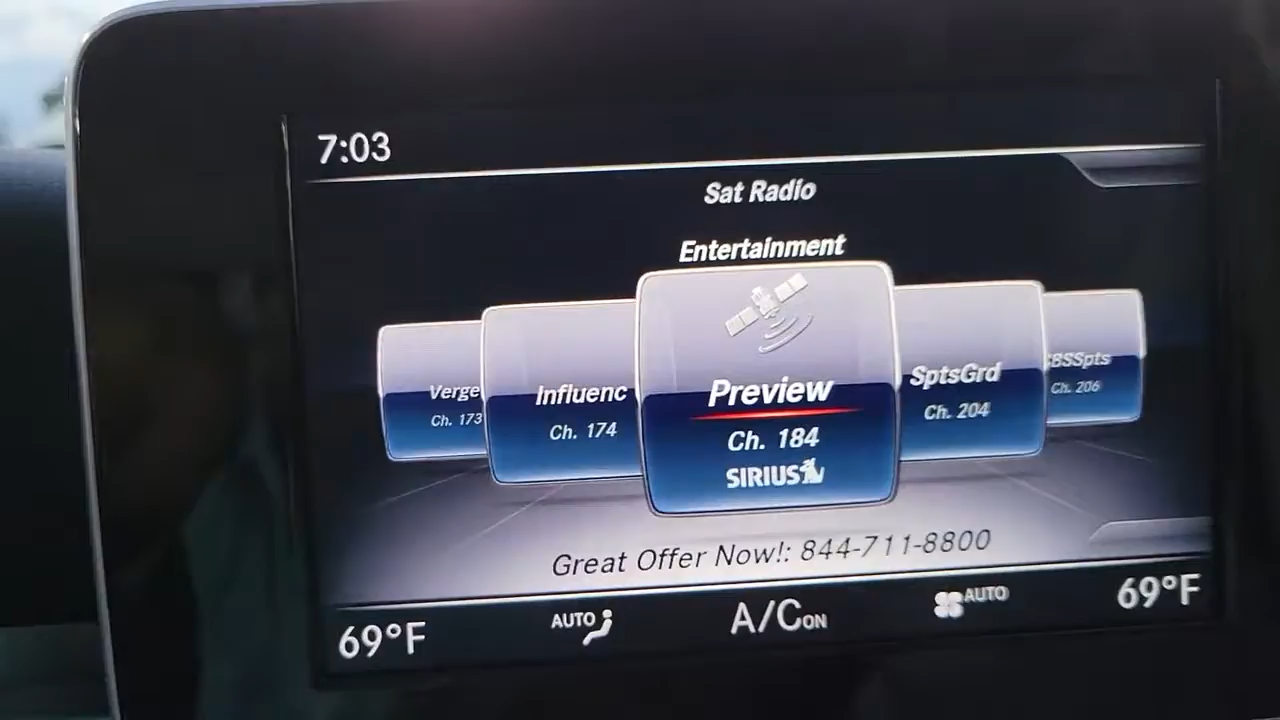 7:03
Sat Radio
Entertainment
Verge
Ch. 173
Influenc
Ch. 174
Preview
Ch. 184
SIRIUS
SptsGrd
Ch. 204
BSSpts
Ch. 206
Great Offer Now!: 844-711-8800
69°F
AUTO
A/C ON
AUTO
69°F